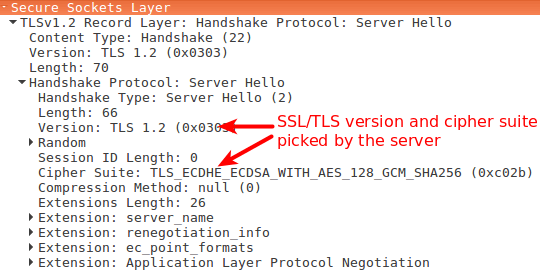 Secure Sockets Layer
TLSv1.2 Record Layer: Handshake Protocol: Server Hello
Content Type: Handshake (22)
Version: TLS 1.2 (0x0303)
Length: 70
Handshake Protocol: Server Hello
Handshake Type: Server Hello (2)
Length: 66
Version: TLS 1.2 (0x0303)
SSL/TLS version and cipher suite
picked by the server
Random
Session ID Length: 0
Cipher Suite: TLS_ECDHE_ECDSA_WITH_AES_128_GCM_SHA256 (0xc02b)
Compression Method: null (0)
Extensions Length: 26
Extension: server_name
Extension: renegotiation_info
Extension: ec_point_formats
Extension: Application Layer Protocol Negotiation